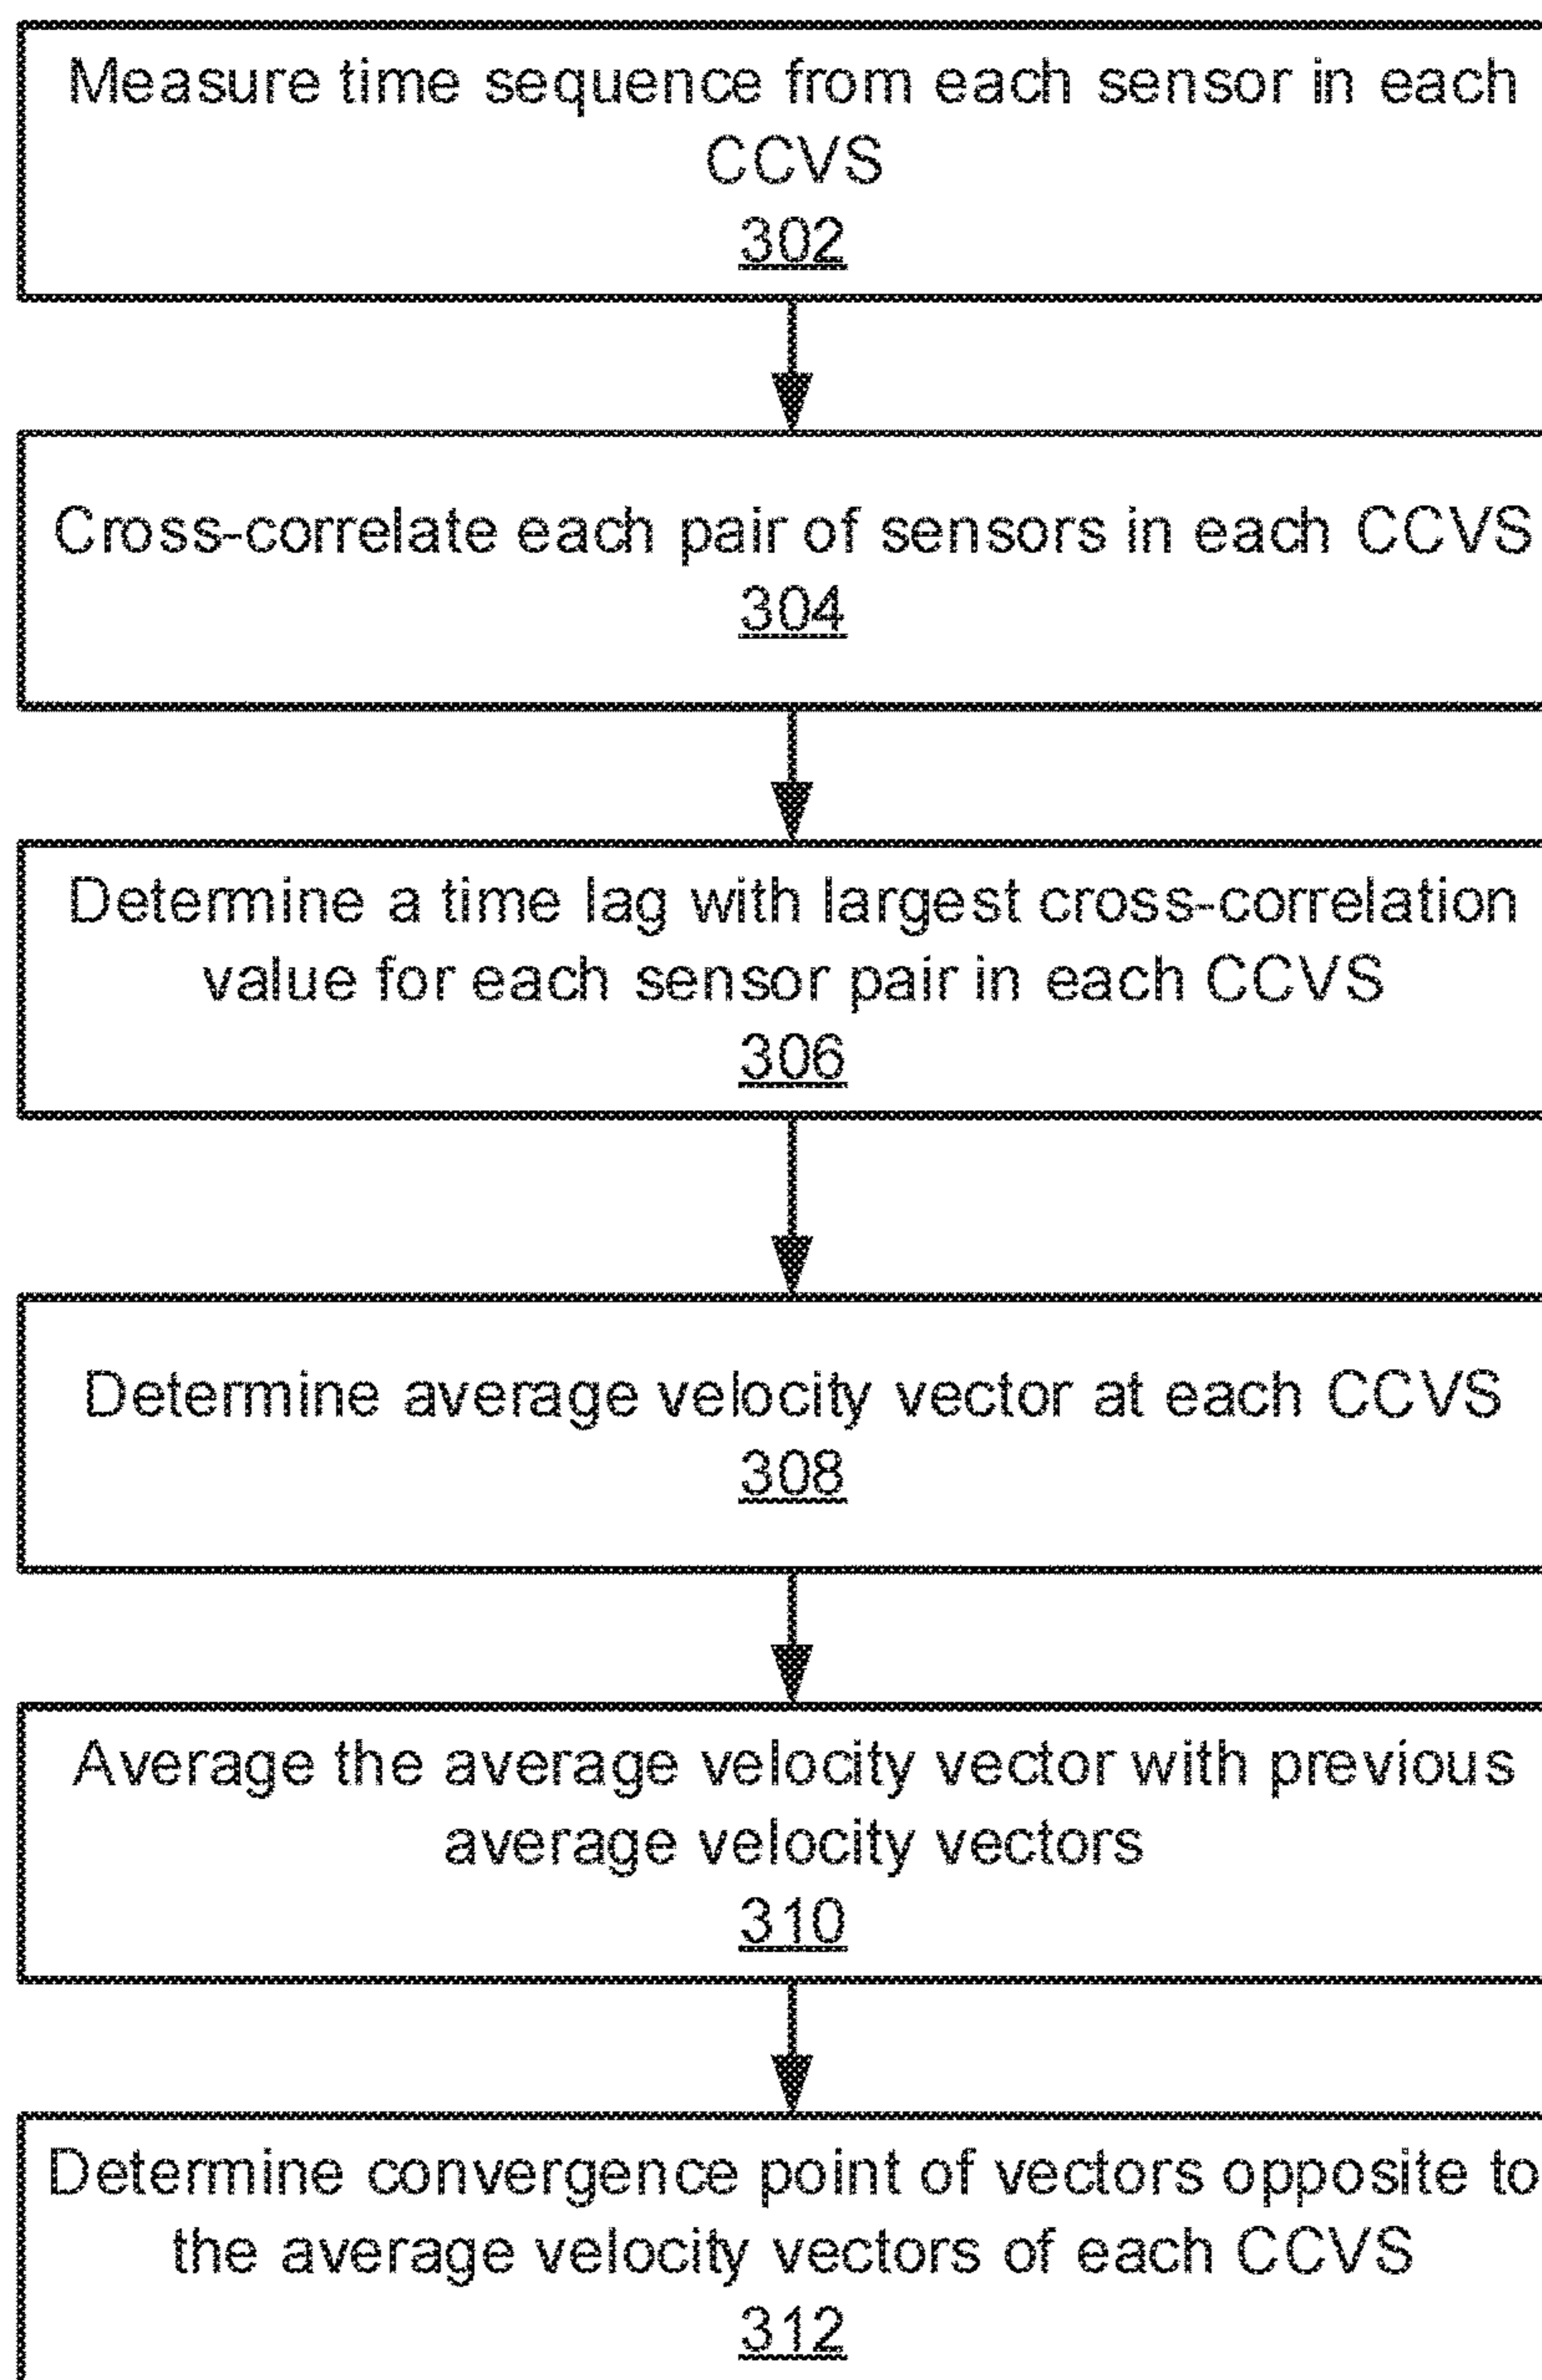 Measure time sequence from each sensor in each
CCVS
302
Cross-correlate each pair of sensors in each CCVS
304
Determine a time lag with largest cross-correlation
value for each sensor pair in each CCVS
306
Determine average velocity vector at each CCVS
308
Average the average velocity vector with previous
average velocity vectors
310
Determine convergence point of vectors opposite to
the average velocity vectors of each CCVS
312